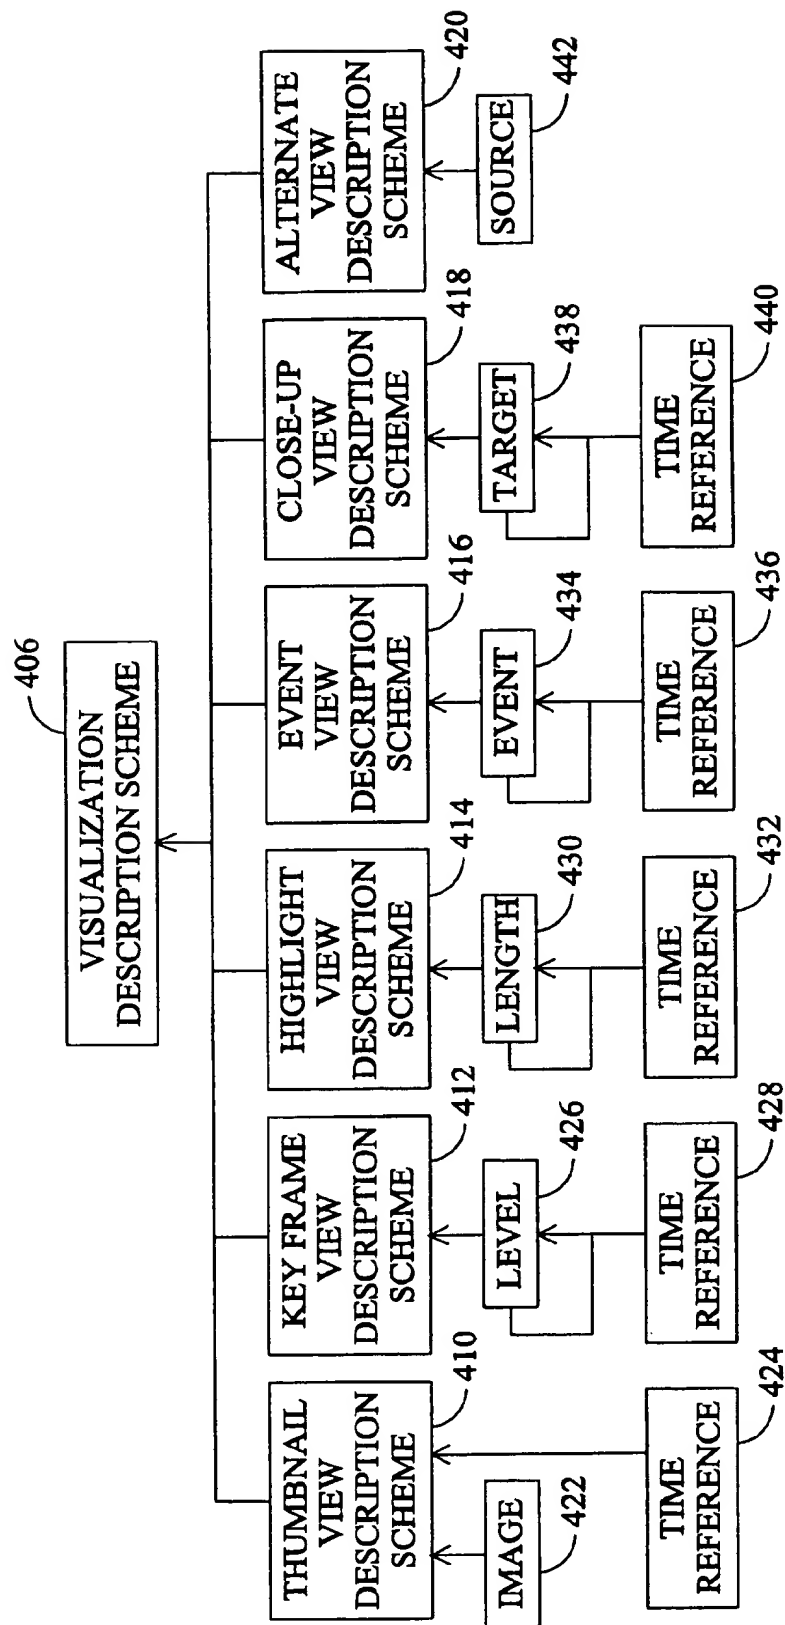 VISUALIZATION
DESCRIPTION SCHEME
406
THUMBNAIL
VIEW
DESCRIPTION
SCHEME
410
KEY FRAME
VIEW
DESCRIPTION
SCHEME
412
HIGHLIGHT
VIEW
DESCRIPTION
SCHEME
414
EVENT
VIEW
DESCRIPTION
SCHEME
416
CLOSE-UP
VIEW
DESCRIPTION
SCHEME
418
ALTERNATE
VIEW
DESCRIPTION
SCHEME
420
IMAGE
422
LEVEL
426
LENGTH
430
EVENT
434
TARGET
438
SOURCE
442
TIME
REFERENCE
424
TIME
REFERENCE
428
TIME
REFERENCE
432
TIME
REFERENCE
436
TIME
REFERENCE
440